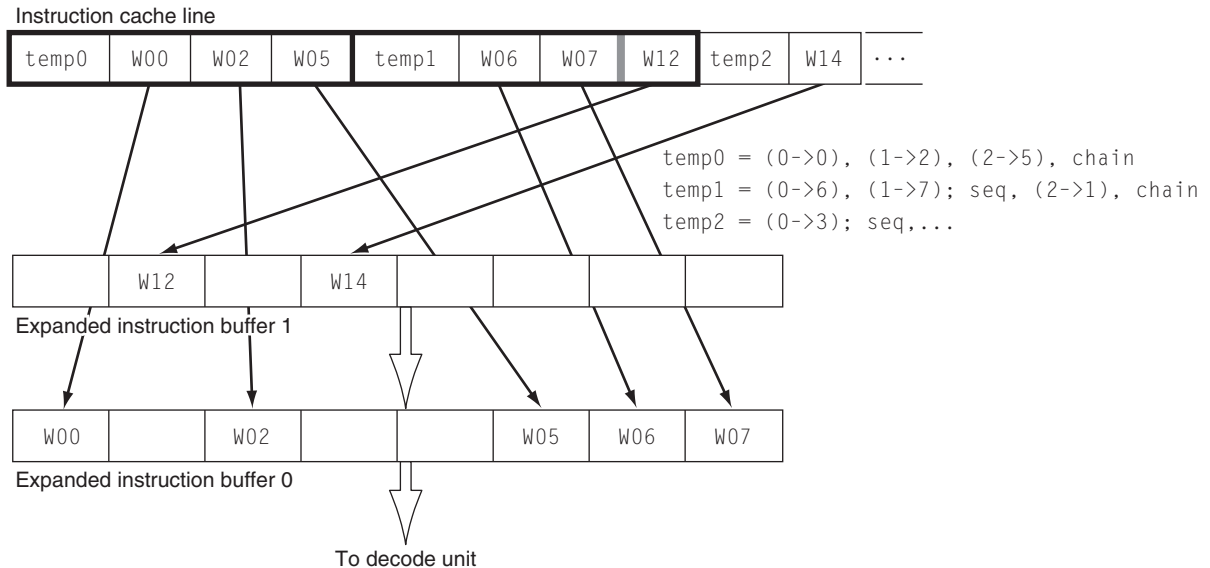 Instruction cache line
temp0 W00 W02 W05 temp1 W06 W07 W12 temp2 W14 ...
temp0 = (0->0), (1->2), (2->5), chain
temp1 = (0->6), (1->7); seq, (2->1), chain
temp2 = (0->3); seq,...
W12 W14
Expanded instruction buffer 1
W00 W02 W05 W06 W07
Expanded instruction buffer 0
To decode unit